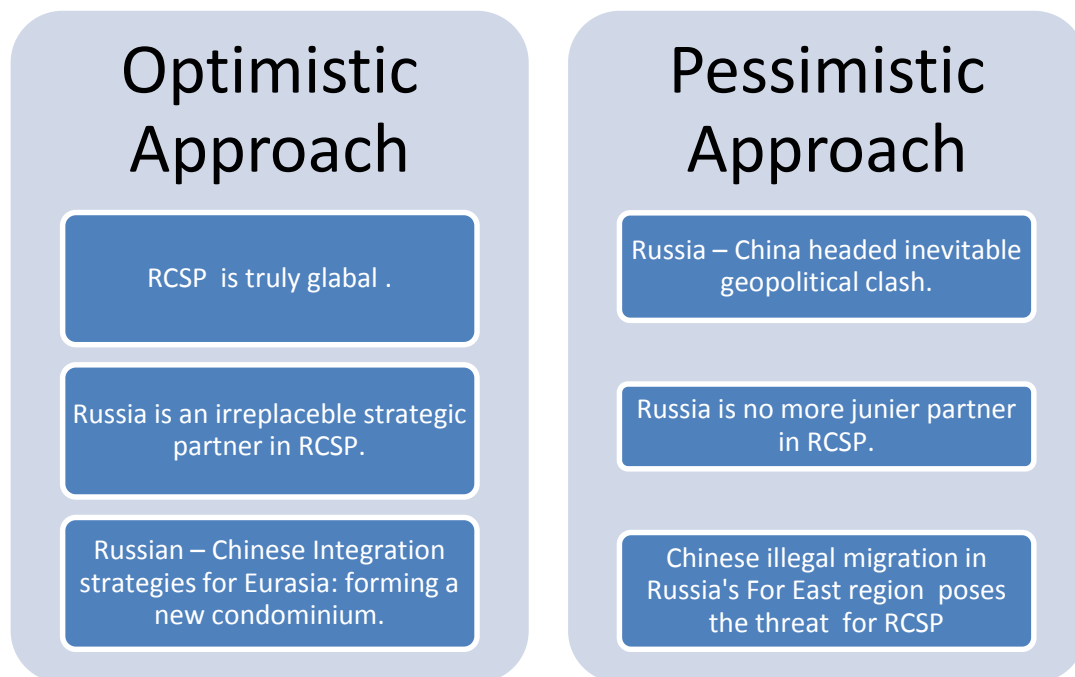 Optimistic
Approach
RCSP  is truly glabal .
Russia is an irreplaceble strategic
partner in RCSP.
Russian – Chinese Integration
strategies for Eurasia: forming a
new condominium.
Pessimistic
Approach
Russia – China headed inevitable
geopolitical clash.
Russia is no more junier partner
in RCSP.
Chinese illegal migration in
Russia's For East region  poses
the threat  for RCSP